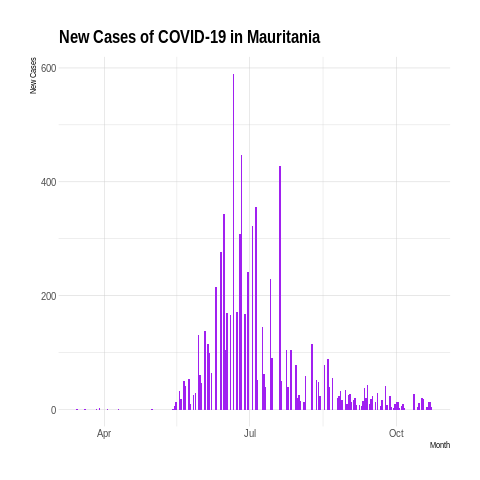 New Cases of COVID-19 in Mauritania
New Cases
600
400
200
0
Apr
Jul
Oct
Month